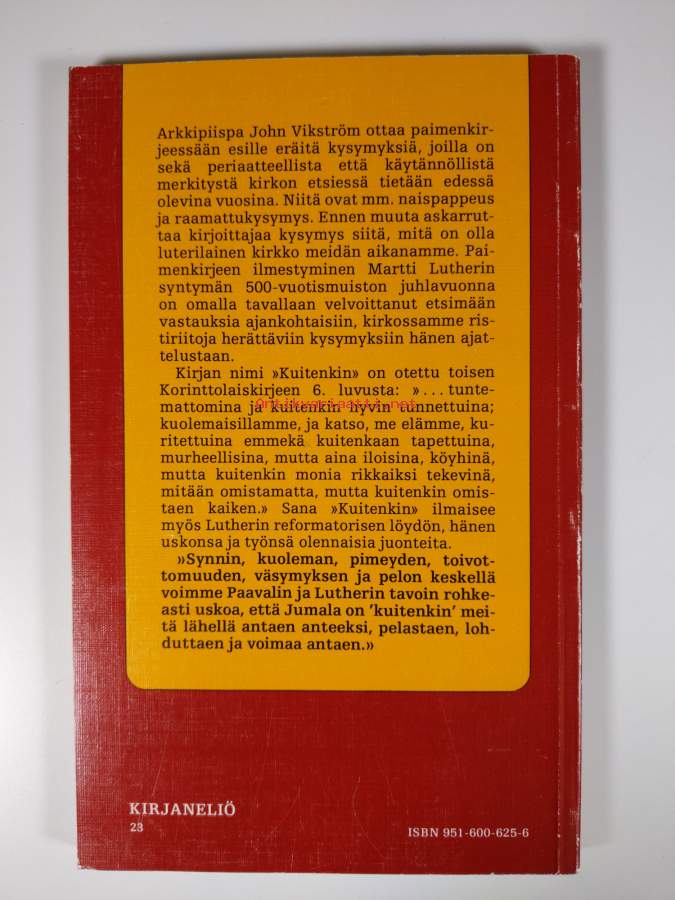 Arkkipiispa John Vikström ottaa paimenkir-
jeessään esille eräitä kysymyksiä, joilla on
sekä periaatteellista että käytännöllistä
merkitystä kirkon etsiessä tietään edessä
olevina vuosina. Niitä ovat mm. naispappeus
ja raamattukysymys. Ennen muuta askarrut-
taa kirjoittajaa kysymys siitä, mitä on olla
luterilainen kirkko meidän aikanamme. Pai-
menkirjeen ilmestyminen Martti Lutherin
syntymän 500-vuotismuiston juhlavuonna
on omalla tavallaan velvoittanut etsimään
vastauksia ajankohtaisiin, kirkossamme ris-
tiriitoja herättäviin kysymyksiin hänen ajat-
telustaan.
Kirjan nimi »Kuitenkin» on otettu toisen
Korinttolaiskirjeen 6. luvusta: » . . . tunte-
mattomina ja kuitenkin hyvin tunnettuina;
Antikvariaatti.net
kuolemaisillamme, ja katso, me elämme, ku-
ritettuina emmekä kuitenkaan tapettuina,
murheellisina, mutta aina iloisina, köyhinä,
mutta kuitenkin monia rikkaiksi tekevinä,
mitään omistamatta, mutta kuitenkin omis-
taen kaiken.» Sana »Kuitenkin» ilmaisee
myös Lutherin reformatorisen löydön, hänen
uskonsa ja työnsä olennaisia juonteita.
»Synnin, kuoleman, pimeyden, toivot-
tomuuden, väsymyksen ja pelon keskellä
voimme Paavalin ja Lutherin tavoin rohke-
asti uskoa, että Jumala on 'kuitenkin' mei-
tä lähellä antaen anteeksi, pelastaen, loh-
duttaen ja voimaa antaen.»
KIRJANELIÖ
23
ISBN 951-600-625-6